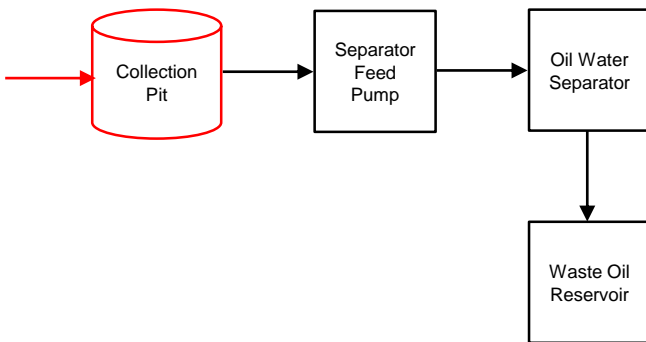 Collection
Pit
Separator
Feed
Pump
Oil Water
Separator
Waste Oil
Reservoir